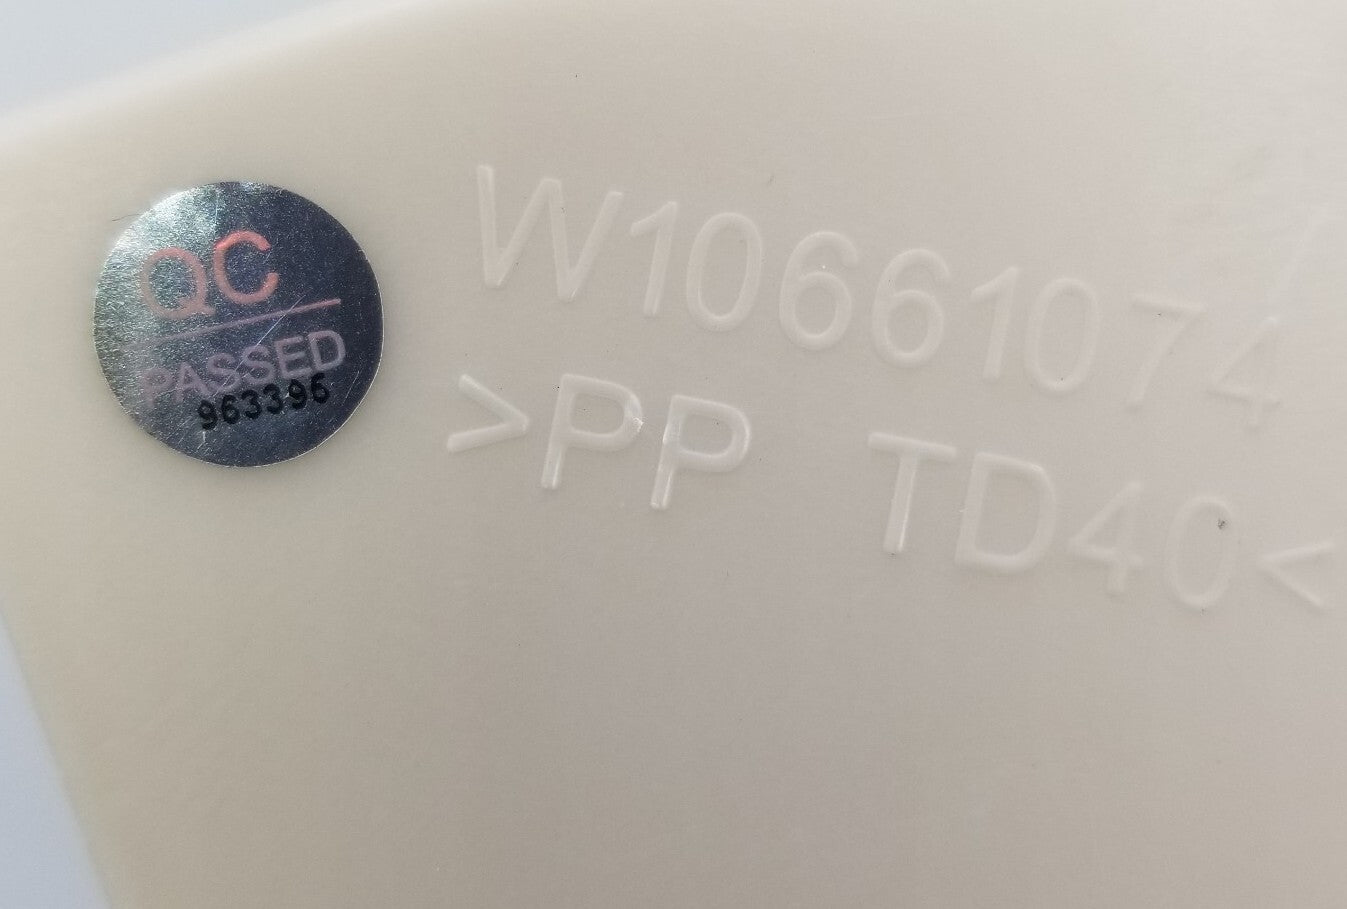 QC
PASSED
963396
W10661074
>PP TD40<